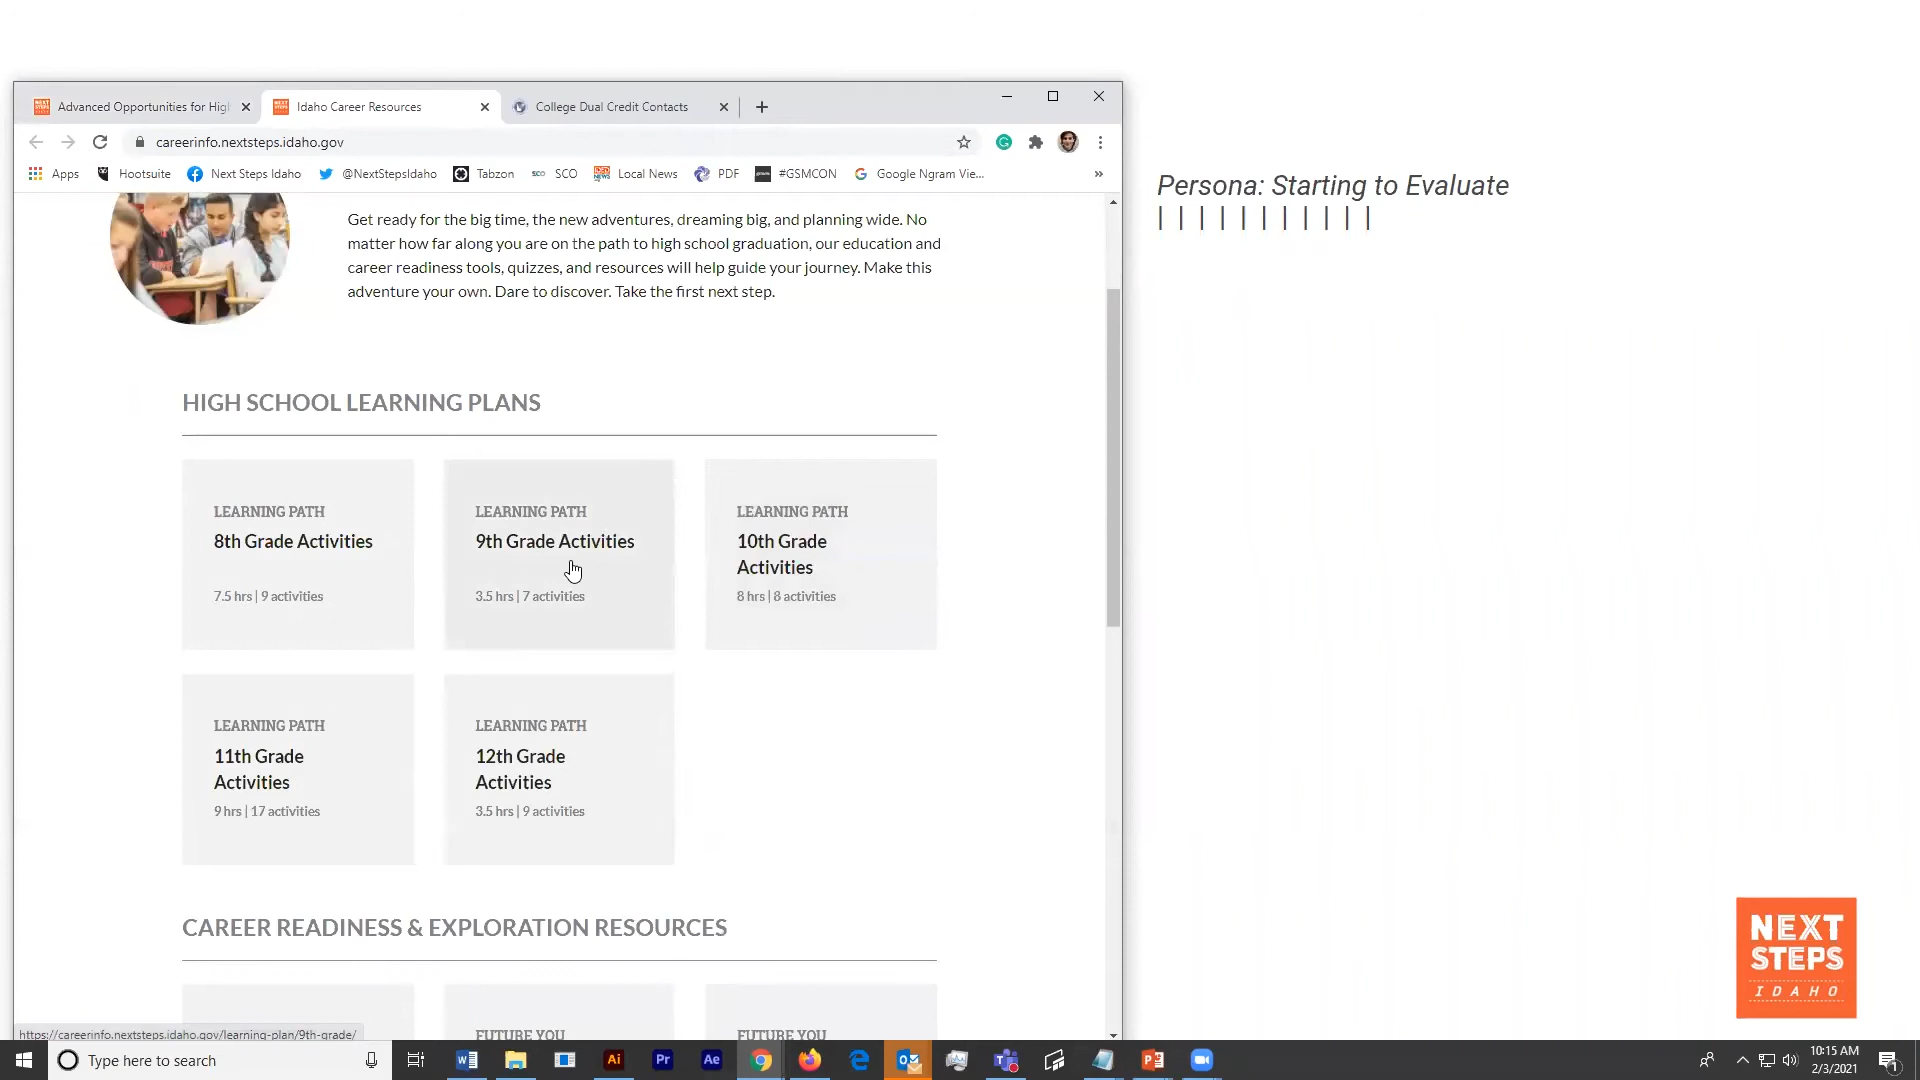 Advanced Opportunities for Hig
Idaho Career Resources
College Dual Credit Contacts
careerinfo.nextsteps.idaho.gov
Apps
Hootsuite
Next Steps Idaho
@NextStepsIdaho
Tabzon
SCO
SCO
Local News
PDF
#GSMCON
Google Ngram Vie...
»
Persona: Starting to Evaluate
| | | | | | | | | | |
Get ready for the big time, the new adventures, dreaming big, and planning wide. No
matter how far along you are on the path to high school graduation, our education and
career readiness tools, quizzes, and resources will help guide your journey. Make this
adventure your own. Dare to discover. Take the first next step.
HIGH SCHOOL LEARNING PLANS
LEARNING PATH
8th Grade Activities
7.5 hrs | 9 activities
LEARNING PATH
9th Grade Activities
3.5 hrs | 7 activities
LEARNING PATH
10th Grade
Activities
8 hrs | 8 activities
LEARNING PATH
11th Grade
Activities
9 hrs | 17 activities
LEARNING PATH
12th Grade
Activities
3.5 hrs | 9 activities
CAREER READINESS & EXPLORATION RESOURCES
FUTURE YOU
FUTURE YOU
https://careerinfo.nextsteps.idaho.gov/learning-plan/9th-grade/
NEXT
STEPS
IDAHO
Type here to search
Ai
Pr
Ae
10:15 AM
2/3/2021
1